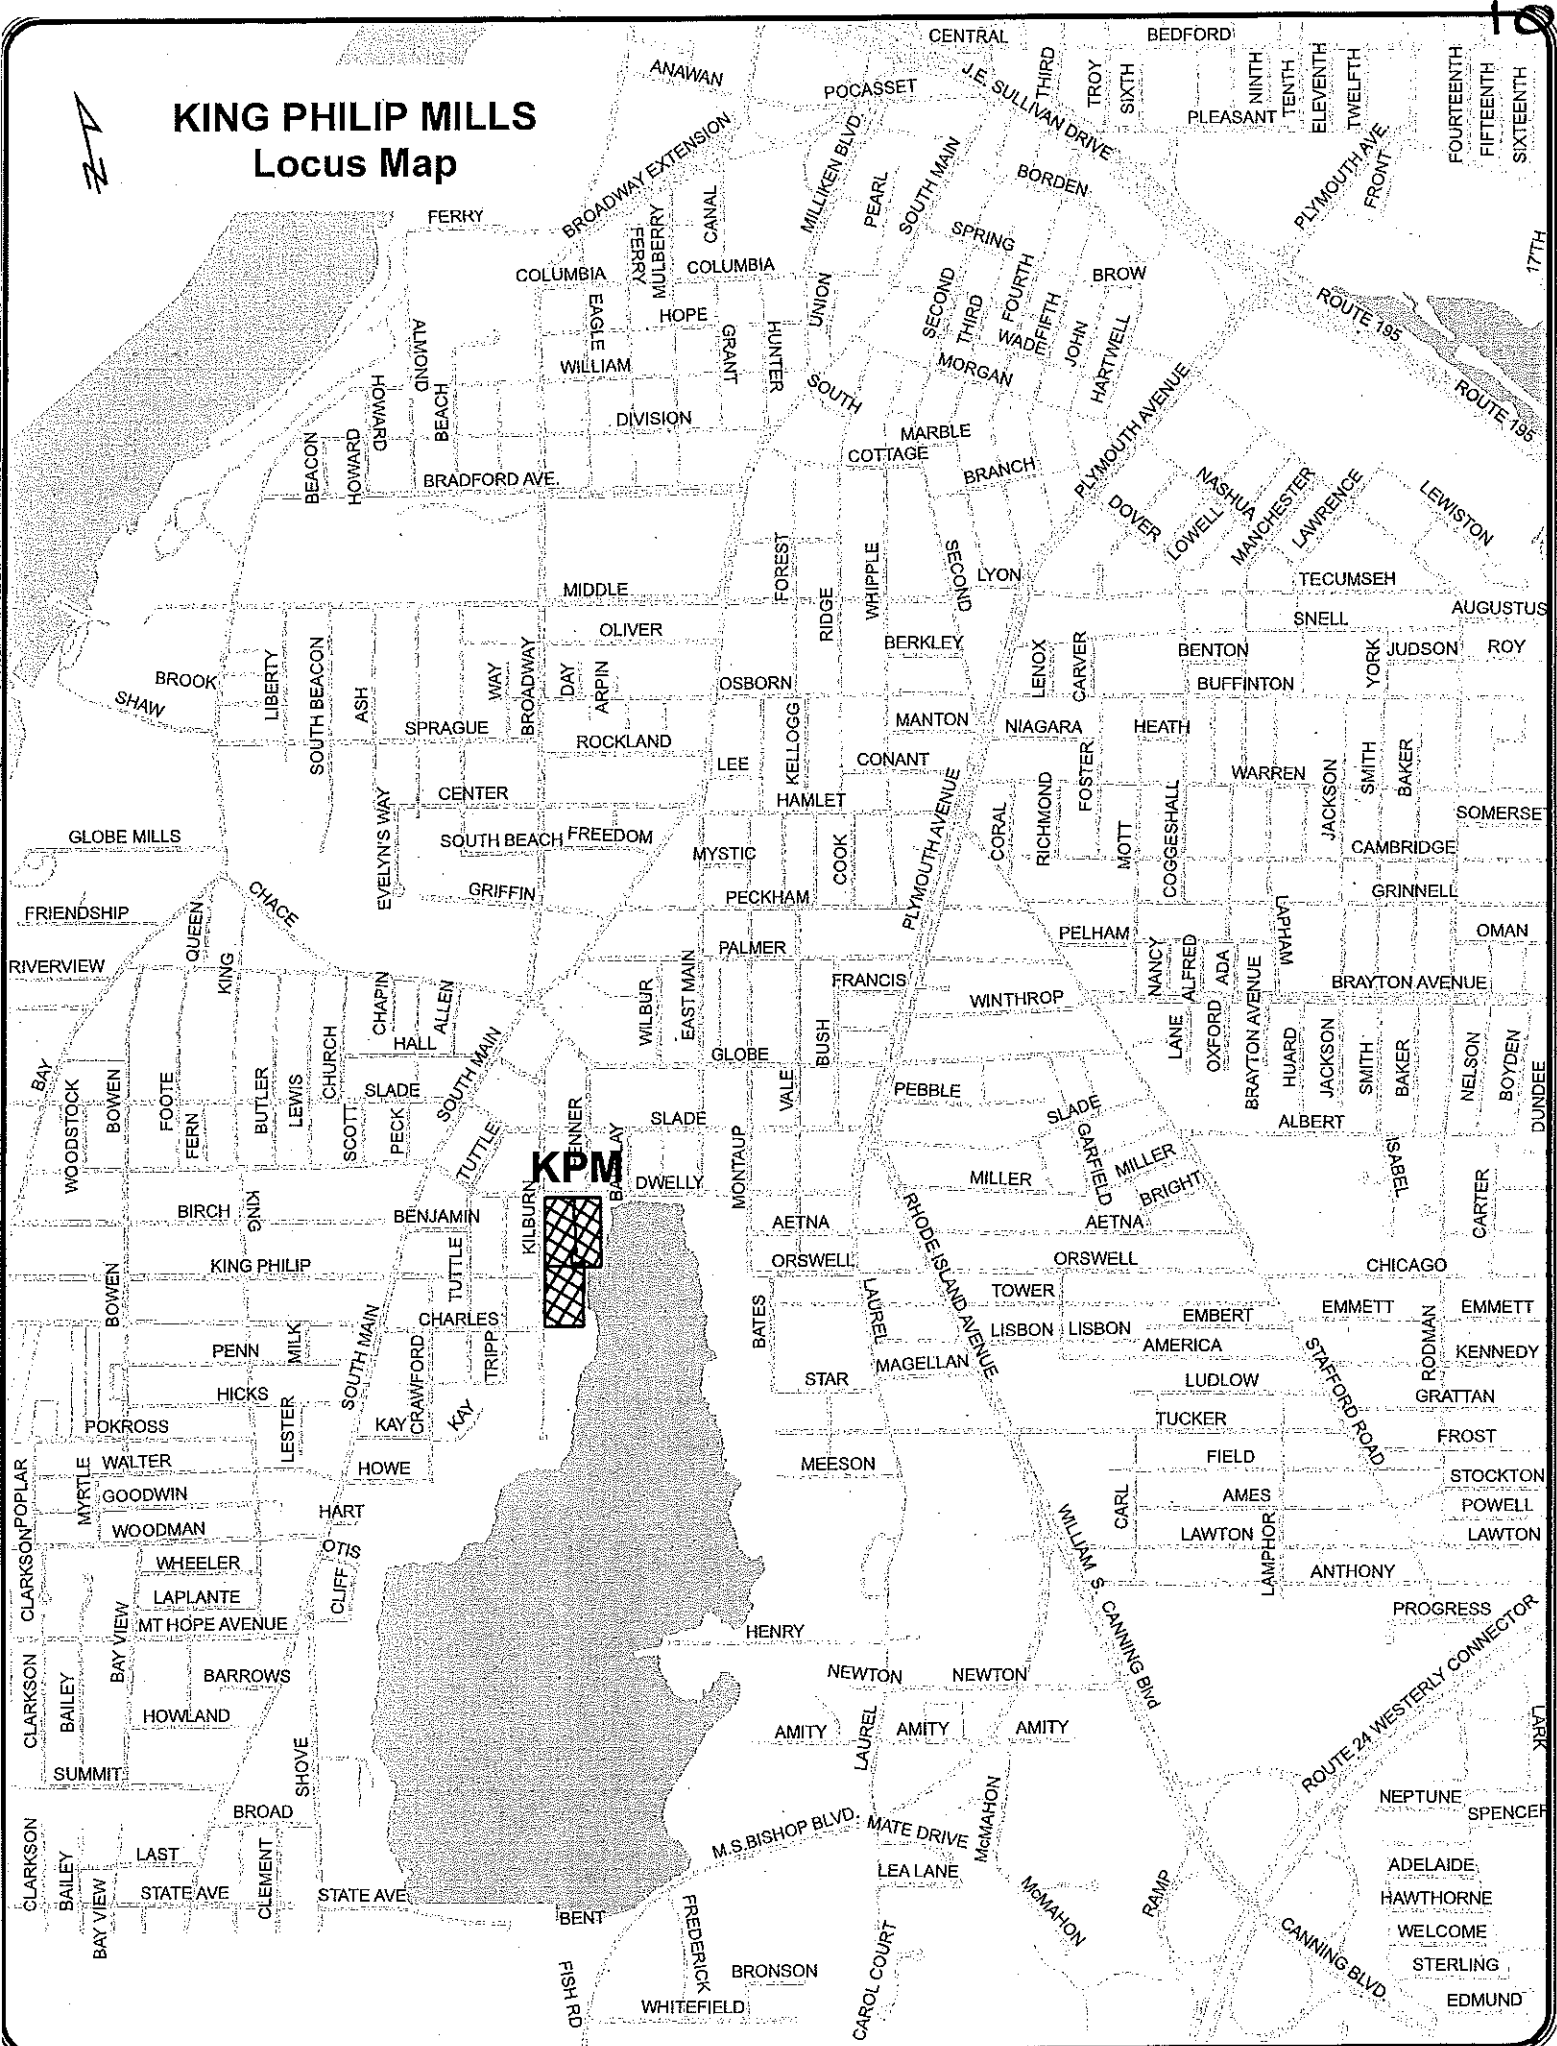 10
KING PHILIP MILLS
Locus Map
CENTRAL
BEDFORD
ANAWAN
POCASSET
J.E. SULLIVAN DRIVE
THIRD
TROY
SIXTH
PLEASANT
NINTH
TENTH
ELEVENTH
TWELFTH
FOURTEENTH
FIFTEENTH
SIXTEENTH
PLYMOUTH AVE.
FRONT
17TH
FERRY
BROADWAY EXTENSION
FERRY
MULBERRY
CANAL
MILLIKEN BLVD.
PEARL
SOUTH MAIN
BORDEN
SPRING
COLUMBIA
COLUMBIA
EAGLE
HOPE
UNION
SECOND
THIRD
FOURTH
FIFTH
WADE
JOHN
HARTWELL
BROW
ROUTE 195
ROUTE 195
ALMOND
WILLIAM
GRANT
HUNTER
SOUTH
MORGAN
PLYMOUTH AVENUE
HOWARD
BEACH
DIVISION
MARBLE
COTTAGE
BEACON
HOWARD
BRADFORD AVE.
BRANCH
DOVER
NASHUA
LOWELL
MANCHESTER
LAWRENCE
LEWISTON
MIDDLE
FOREST
RIDGE
WHIPPLE
SECOND
LYON
TECUMSEH
AUGUSTUS
SNELL
OLIVER
BERKLEY
BENTON
YORK
JUDSON
ROY
BROOK
SHAW
LIBERTY
SOUTH BEACON
ASH
WAY
BROADWAY
DAY
ARPIN
OSBORN
LENOX
CARVER
BUFFINTON
SPRAGUE
ROCKLAND
KELLOGG
MANTON
NIAGARA
HEATH
LEE
CONANT
FOSTER
WARREN
SMITH
BAKER
CENTER
HAMLET
PLYMOUTH AVENUE
CORAL
RICHMOND
MOTT
COGGESHALL
JACKSON
SOMERSET
GLOBE MILLS
EVELYN'S WAY
SOUTH BEACH
FREEDOM
MYSTIC
COOK
CAMBRIDGE
CHACE
GRIFFIN
PECKHAM
GRINNELL
FRIENDSHIP
QUEEN
KING
PALMER
PELHAM
LAPHAM
OMAN
RIVERVIEW
FRANCIS
WINTHROP
NANCY
ALFRED
ADA
BRAYTON AVENUE
BRAYTON AVENUE
CHAPIN
ALLEN
HALL
WILBUR
EAST MAIN
GLOBE
BUSH
VALE
LANE
OXFORD
HUARD
JACKSON
SMITH
BAKER
NELSON
BOYDEN
DUNDEE
BAY
WOODSTOCK
BOWEN
FOOTE
FERN
BUTLER
LEWIS
CHURCH
SLADE
SCOTT
PECK
SOUTH MAIN
TUTTLE
BARCLAY
SLADE
PEBBLE
SLADE
GARFIELD
MILLER
ALBERT
ISABEL
CARTER
KPM
DWELLY
MONTAUP
MILLER
BRIGHT
BIRCH
KING
BENJAMIN
KILBURN
AETNA
AETNA
RHODE ISLAND AVENUE
KING PHILIP
TUTTLE
ORSWELL
ORSWELL
CHICAGO
BOWEN
CHARLES
TRIPP
BATES
LAUREL
TOWER
EMBERT
EMMETT
EMMETT
LISBON
LISBON
AMERICA
PENN
MILK
SOUTH MAIN
CRAWFORD
STAR
MAGELLAN
STAFFORD ROAD
RODMAN
KENNEDY
HICKS
LUDLOW
GRATTAN
POKROSS
LESTER
KAY
KAY
TUCKER
FROST
POPLAR
MYRTLE
WALTER
HOWE
MEESON
FIELD
STOCKTON
GOODWIN
HART
CARL
AMES
POWELL
WOODMAN
LAWTON
LAMPHOR
LAWTON
CLARKSON
OTIS
WHEELER
CLIFF
WILLIAM S. CANNING Blvd
ANTHONY
LAPLANTE
BAY VIEW
MT HOPE AVENUE
HENRY
PROGRESS
CLARKSON
BAILEY
BARROWS
NEWTON
NEWTON
ROUTE 24 WESTERLY CONNECTOR
HOWLAND
AMITY
LAUREL
AMITY
AMITY
LARK
SUMMIT
SHOVE
NEPTUNE
SPENCER
BROAD
M.S.BISHOP BLVD.
MATE DRIVE
McMAHON
CLARKSON
BAILEY
BAY VIEW
LAST
CLEMENT
LEA LANE
ADELAIDE
STATE AVE
STATE AVE
McMAHON
RAMP
HAWTHORNE
BENT
FREDERICK
CANNING BLVD.
WELCOME
FISH RD
BRONSON
CAROL COURT
STERLING
WHITEFIELD
EDMUND